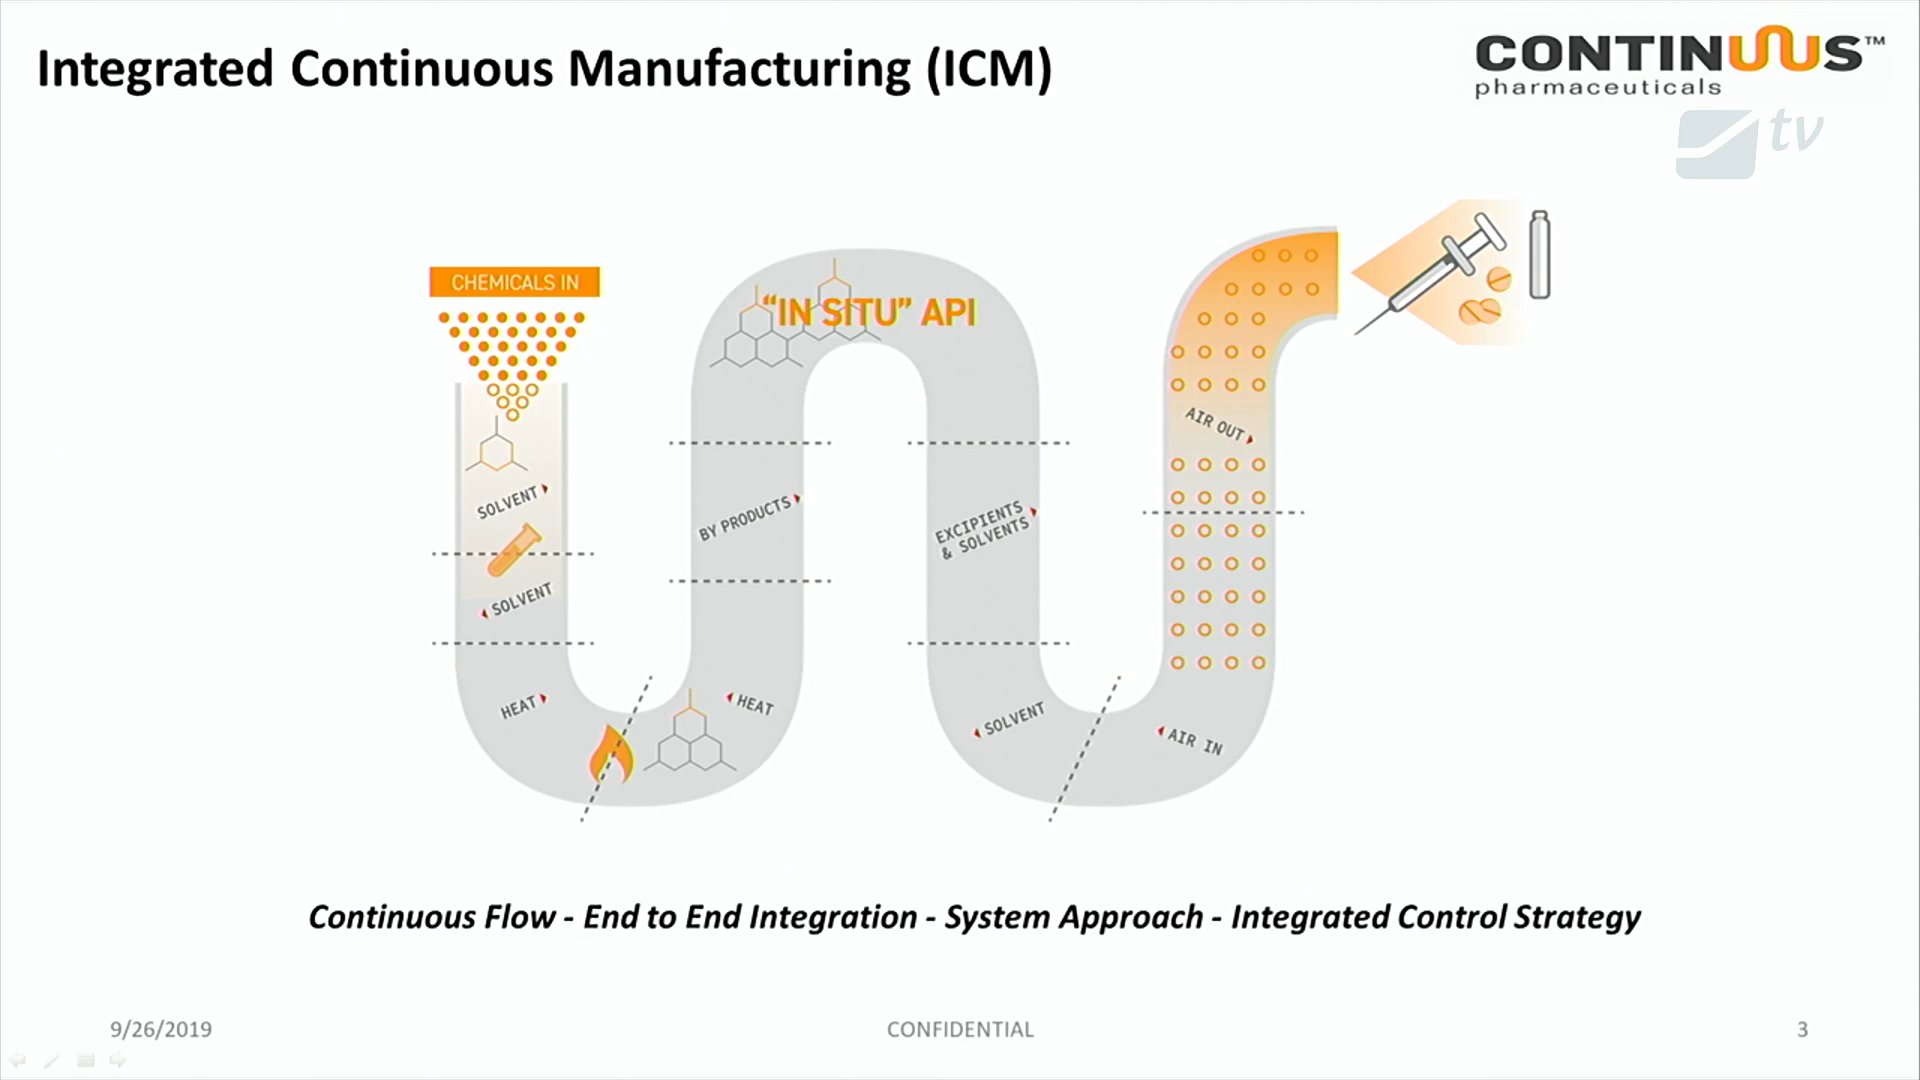 Integrated Continuous Manufacturing (ICM)
CONTINUUS™
pharmaceuticals
tv
CHEMICALS IN
"IN SITU" API
AIR OUT
SOLVENT
BY PRODUCTS
EXCIPIENTS
& SOLVENTS
SOLVENT
HEAT
HEAT
SOLVENT
AIR IN
Continuous Flow - End to End Integration - System Approach - Integrated Control Strategy
9/26/2019
CONFIDENTIAL
3